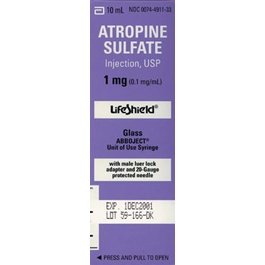 10 mL NDC 0074-4911-33
ATROPINE
SULFATE
Injection, USP
1 mg (0.1 mg/mL)
LifeShield®
Glass
ABBOJECT®
Unit of Use Syringe
with male luer lock
adapter and 20-Gauge
protected needle
EXP. 1DEC2001
LOT 59-166-DK
◄ PRESS AND PULL TO OPEN